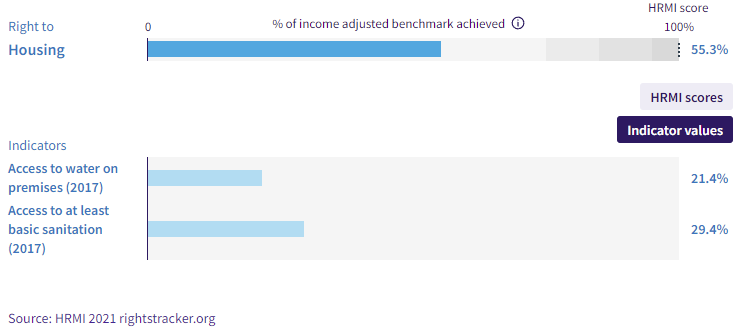 HRMI score
Right to
0
% of income adjusted benchmark achieved
100%
Housing
55.3%
HRMI scores
Indicator values
Indicators
Access to water on
premises (2017)
21.4%
Access to at least
basic sanitation
(2017)
29.4%
Source: HRMI 2021 rightstracker.org